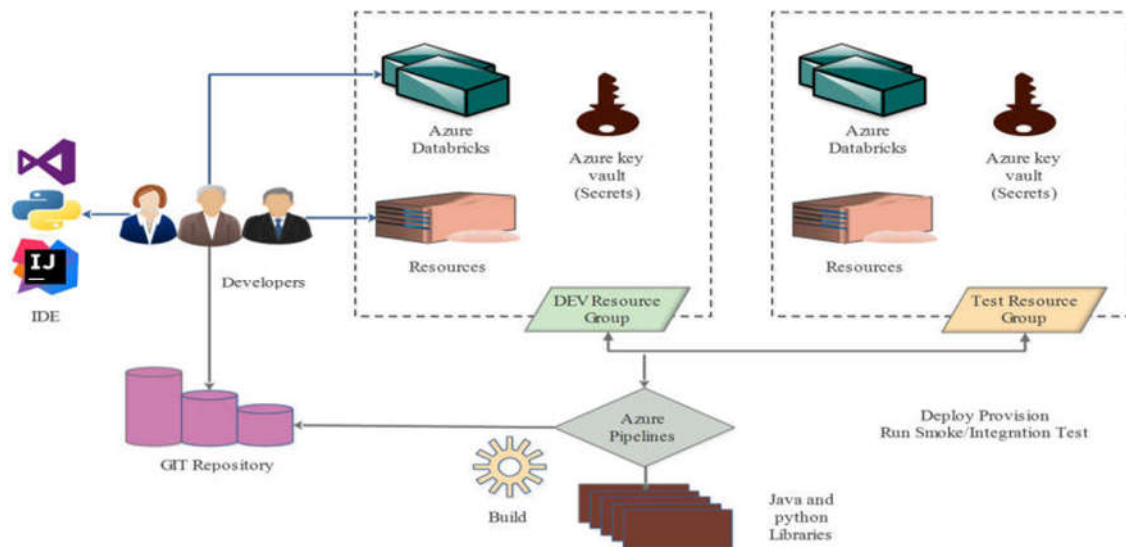 Azure
Databricks
Azure key
vault
(Secrets)
Resources
DEV Resource
Group
Azure
Databricks
Azure key
vault
(Secrets)
Resources
Test Resource
Group
IJ
IDE
Developers
GIT Repository
Azure
Pipelines
Build
Java and
python
Libraries
Deploy Provision
Run Smoke/Integration Test